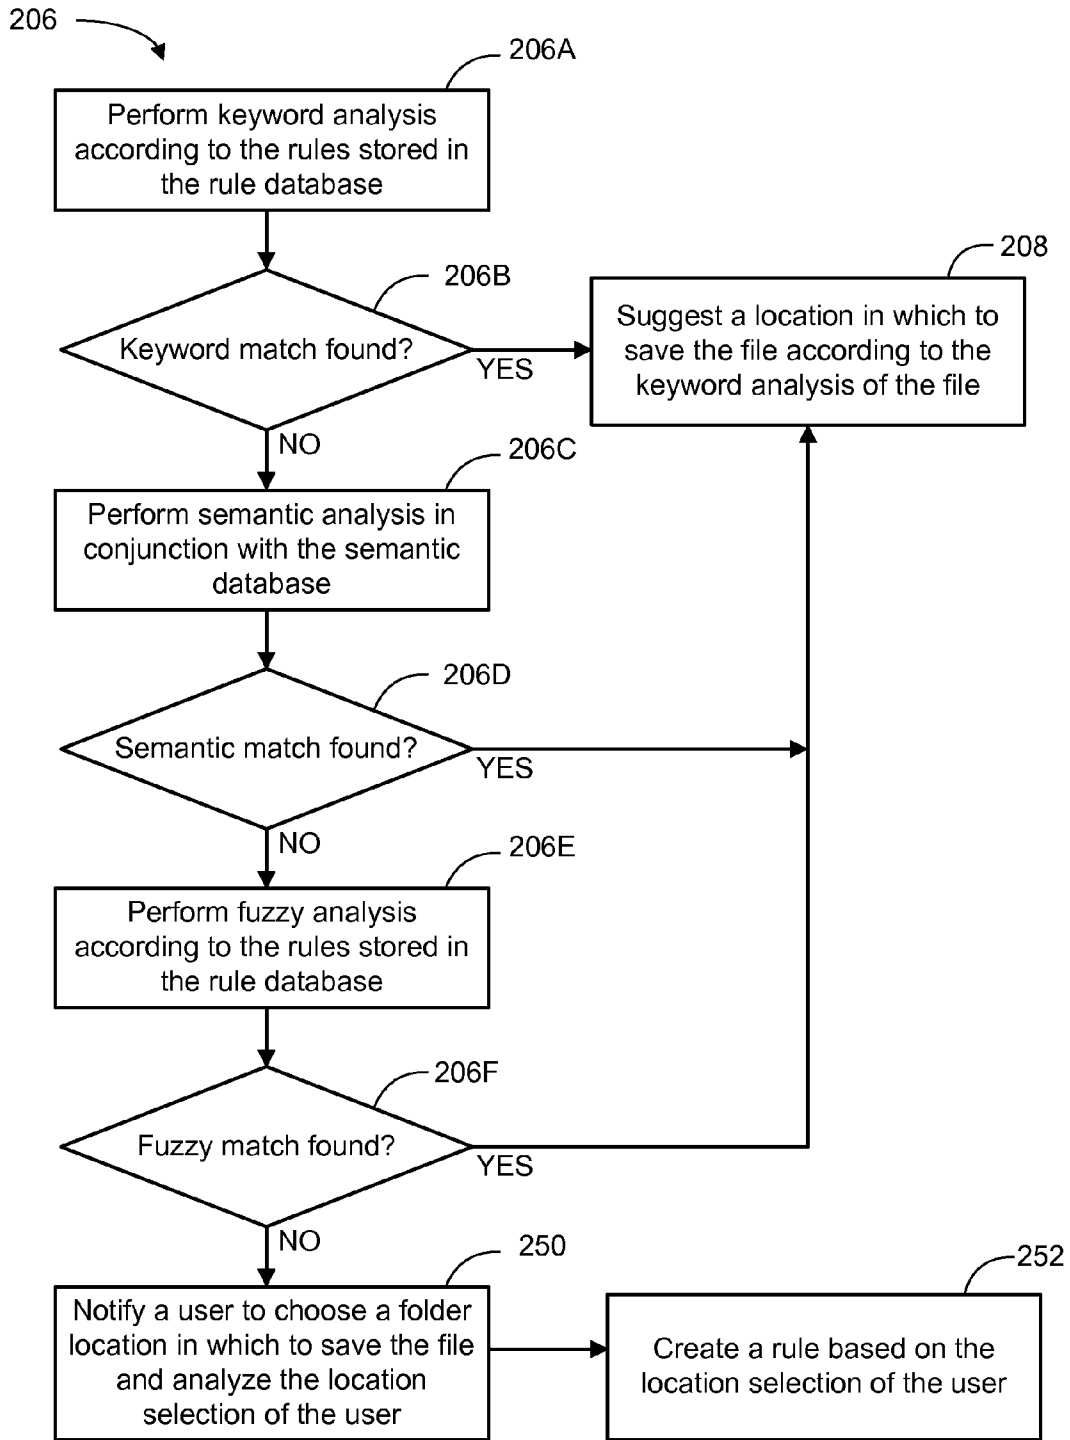 206
206A
Perform keyword analysis
according to the rules stored in
the rule database
206B
Keyword match found?
YES
NO
208
Suggest a location in which to
save the file according to the
keyword analysis of the file
206C
Perform semantic analysis in
conjunction with the semantic
database
206D
Semantic match found?
YES
NO
206E
Perform fuzzy analysis
according to the rules stored in
the rule database
206F
Fuzzy match found?
YES
NO
250
Notify a user to choose a folder
location in which to save the file
and analyze the location
selection of the user
252
Create a rule based on the
location selection of the user